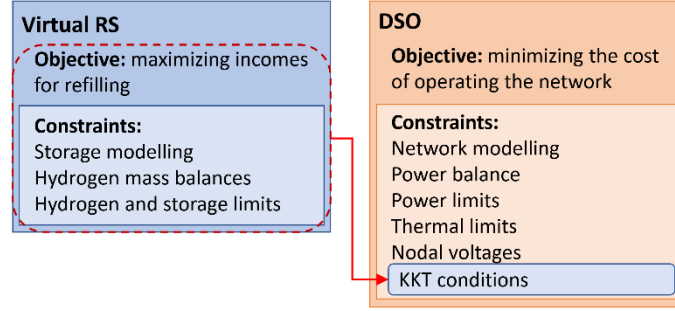 Virtual RS
Objective: maximizing incomes
for refilling
Constraints:
Storage modelling
Hydrogen mass balances
Hydrogen and storage limits
DSO
Objective: minimizing the cost
of operating the network
Constraints:
Network modelling
Power balance
Power limits
Thermal limits
Nodal voltages
KKT conditions